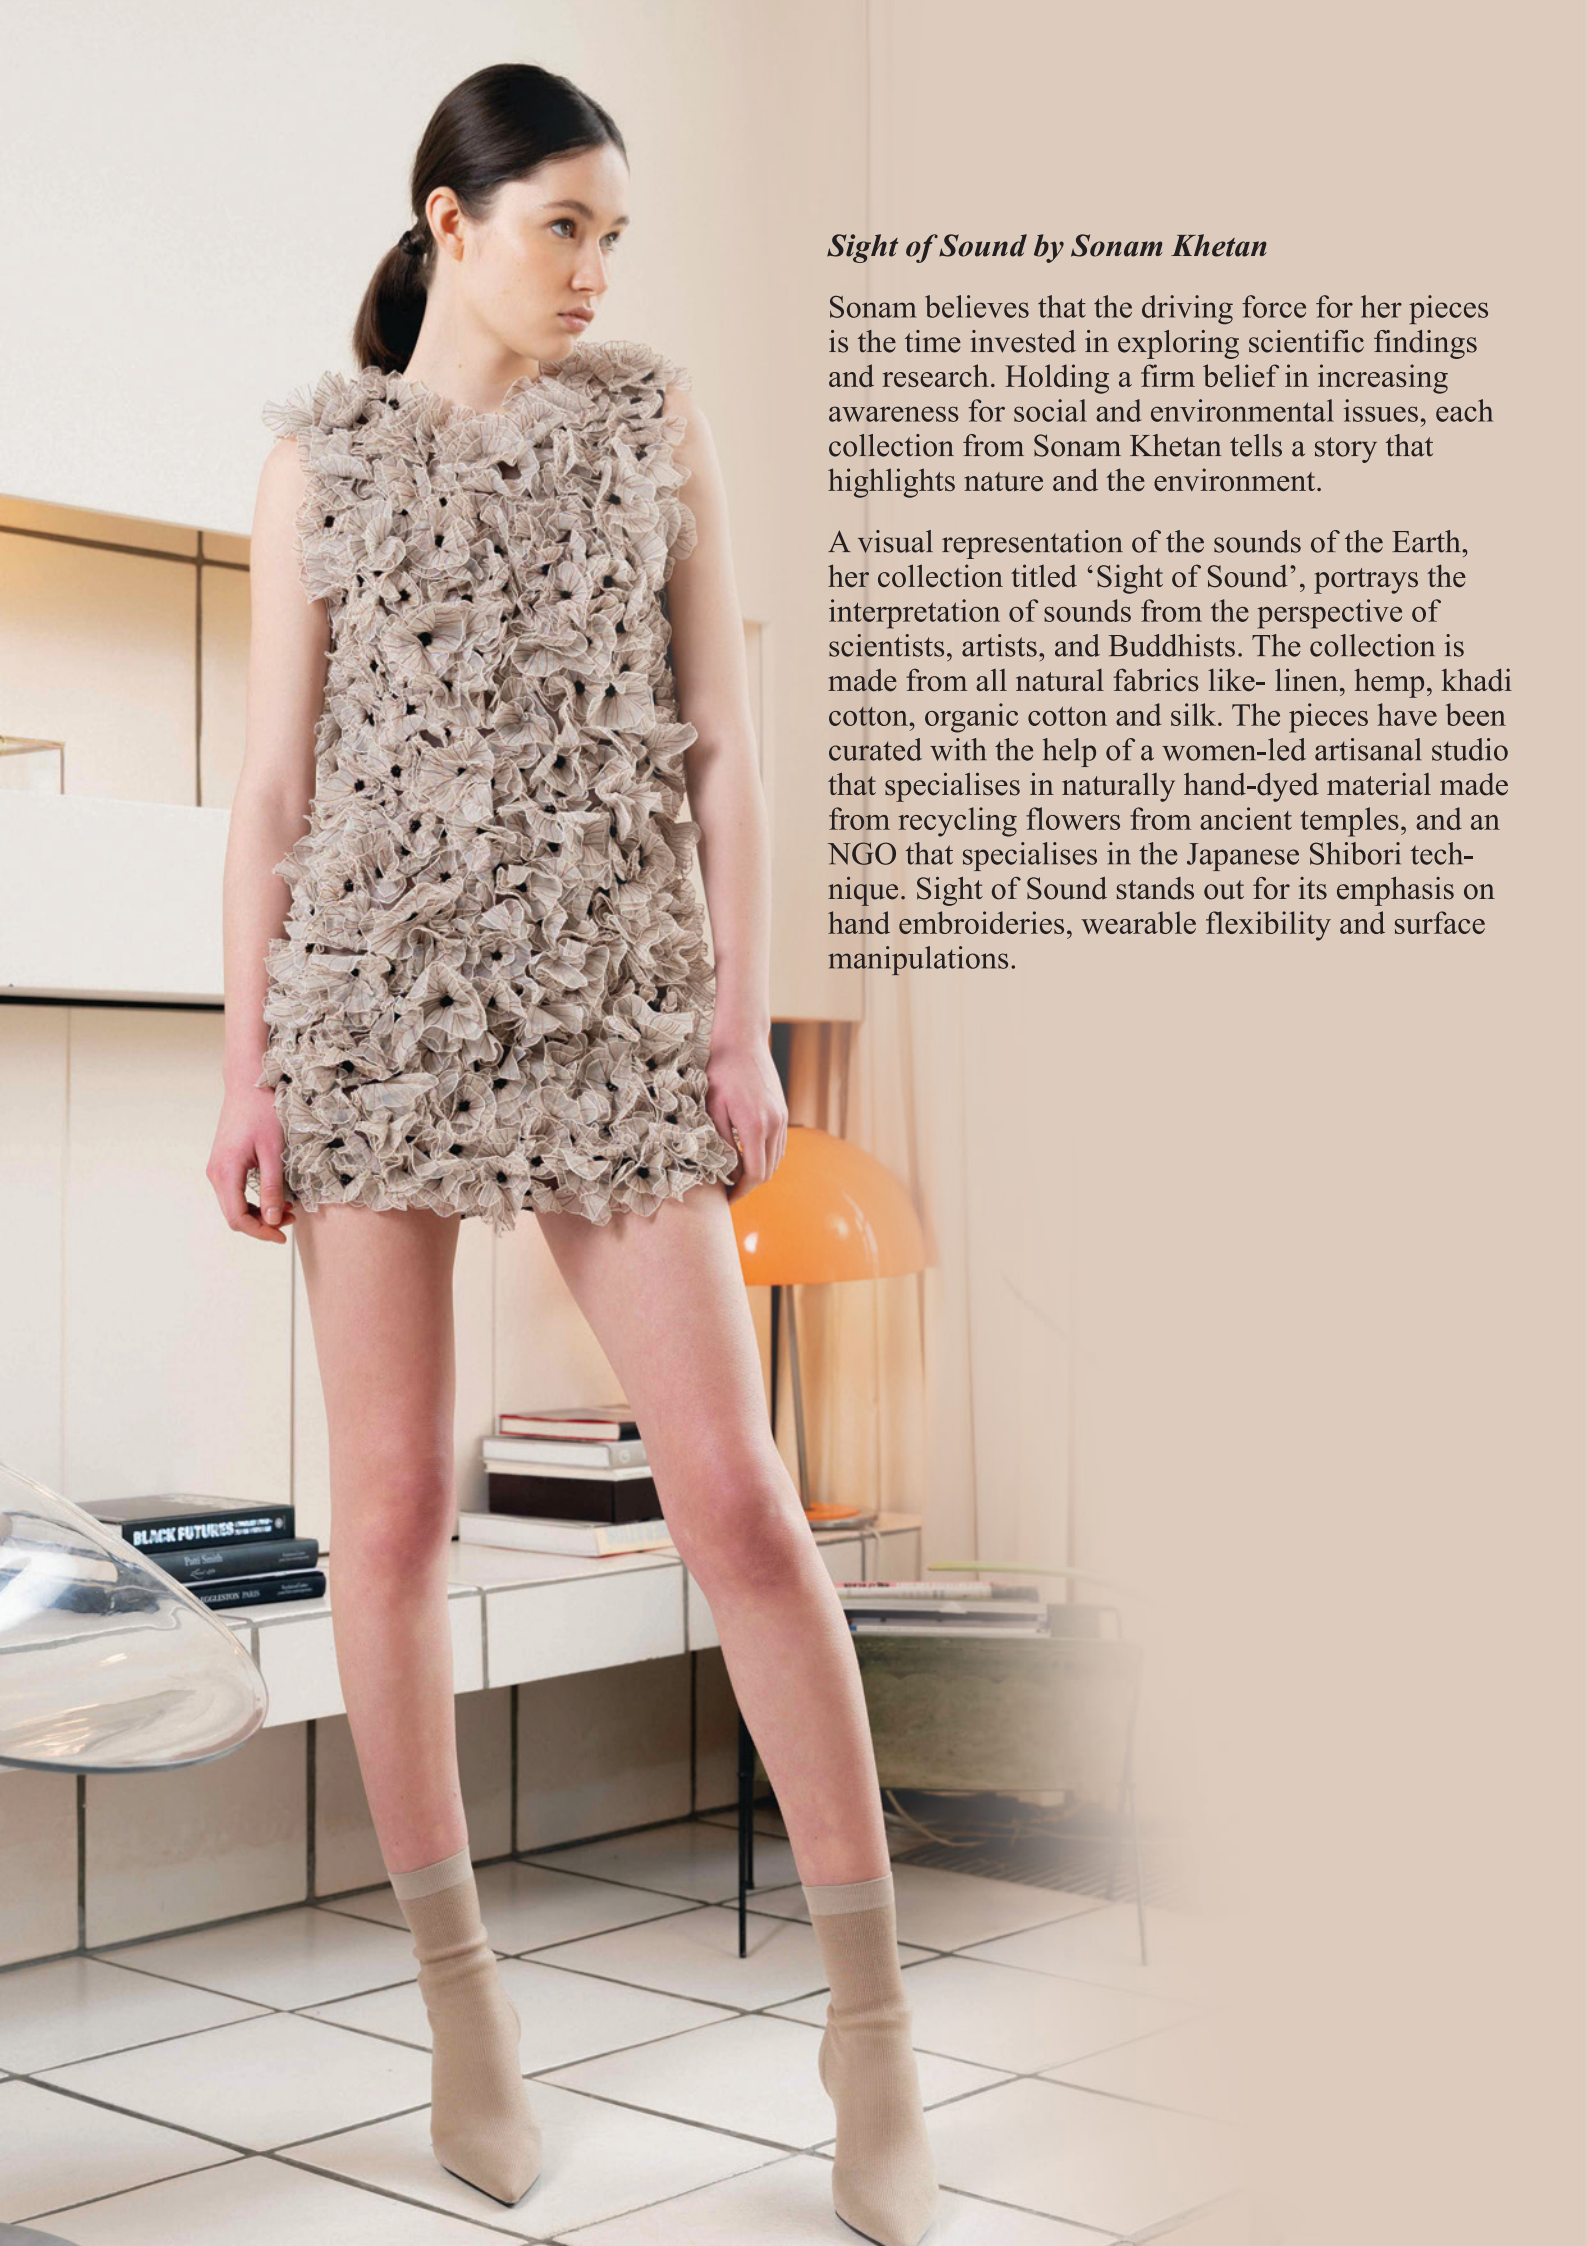 Sight of Sound by Sonam Khetan
Sonam believes that the driving force for her pieces
is the time invested in exploring scientific findings
and research. Holding a firm belief in increasing
awareness for social and environmental issues, each
collection from Sonam Khetan tells a story that
highlights nature and the environment.
A visual representation of the sounds of the Earth,
her collection titled ‘Sight of Sound’, portrays the
interpretation of sounds from the perspective of
scientists, artists, and Buddhists. The collection is
made from all natural fabrics like- linen, hemp, khadi
cotton, organic cotton and silk. The pieces have been
curated with the help of a women-led artisanal studio
that specialises in naturally hand-dyed material made
from recycling flowers from ancient temples, and an
NGO that specialises in the Japanese Shibori tech-
nique. Sight of Sound stands out for its emphasis on
hand embroideries, wearable flexibility and surface
manipulations.
BLACK FUTURES
Patti Smith
EGGLESTON PARIS